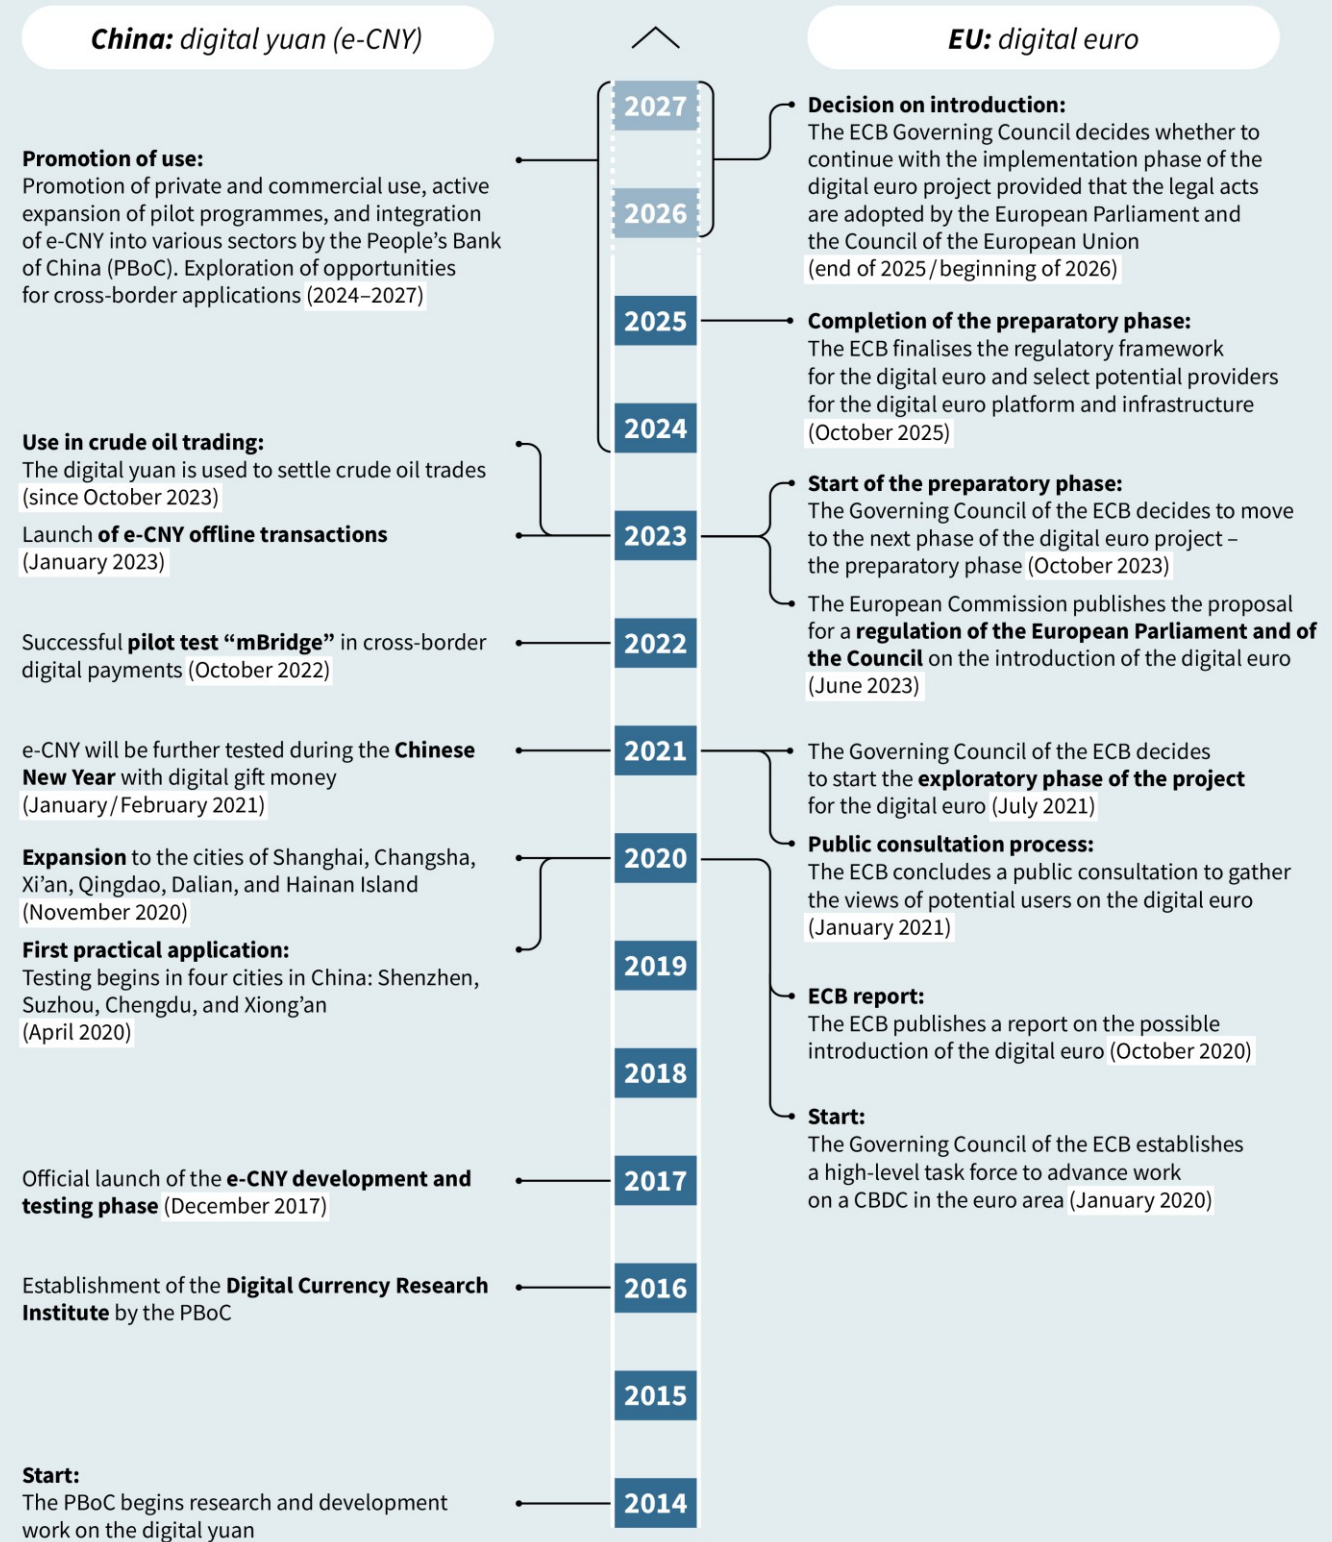 China: digital yuan (e-CNY)
Promotion of use:
Promotion of private and commercial use, active
expansion of pilot programmes, and integration
of e-CNY into various sectors by the People’s Bank
of China (PBoC). Exploration of opportunities
for cross-border applications (2024–2027)
Use in crude oil trading:
The digital yuan is used to settle crude oil trades
(since October 2023)
Launch of e-CNY offline transactions
(January 2023)
Successful pilot test “mBridge” in cross-border
digital payments (October 2022)
e-CNY will be further tested during the Chinese
New Year with digital gift money
(January/February 2021)
Expansion to the cities of Shanghai, Changsha,
Xi’an, Qingdao, Dalian, and Hainan Island
(November 2020)
First practical application:
Testing begins in four cities in China: Shenzhen,
Suzhou, Chengdu, and Xiong’an
(April 2020)
Official launch of the e-CNY development and
testing phase (December 2017)
Establishment of the Digital Currency Research
Institute by the PBoC
Start:
The PBoC begins research and development
work on the digital yuan
2027
2026
2025
2024
2023
2022
2021
2020
2019
2018
2017
2016
2015
2014
EU: digital euro
Decision on introduction:
The ECB Governing Council decides whether to
continue with the implementation phase of the
digital euro project provided that the legal acts
are adopted by the European Parliament and
the Council of the European Union
(end of 2025/beginning of 2026)
Completion of the preparatory phase:
The ECB finalises the regulatory framework
for the digital euro and select potential providers
for the digital euro platform and infrastructure
(October 2025)
Start of the preparatory phase:
The Governing Council of the ECB decides to move
to the next phase of the digital euro project –
the preparatory phase (October 2023)
The European Commission publishes the proposal
for a regulation of the European Parliament and of
the Council on the introduction of the digital euro
(June 2023)
The Governing Council of the ECB decides
to start the exploratory phase of the project
for the digital euro (July 2021)
Public consultation process:
The ECB concludes a public consultation to gather
the views of potential users on the digital euro
(January 2021)
ECB report:
The ECB publishes a report on the possible
introduction of the digital euro (October 2020)
Start:
The Governing Council of the ECB establishes
a high-level task force to advance work
on a CBDC in the euro area (January 2020)